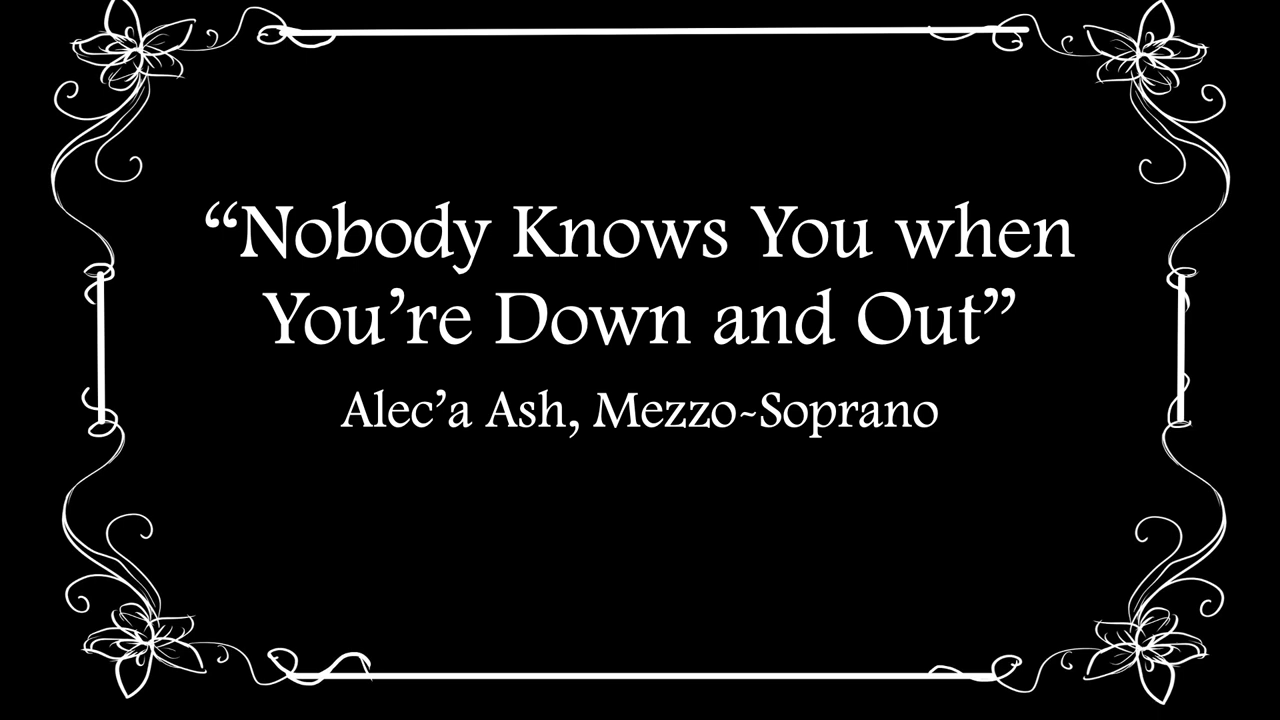 “Nobody Knows You when
You’re Down and Out”
Alec’a Ash, Mezzo-Soprano